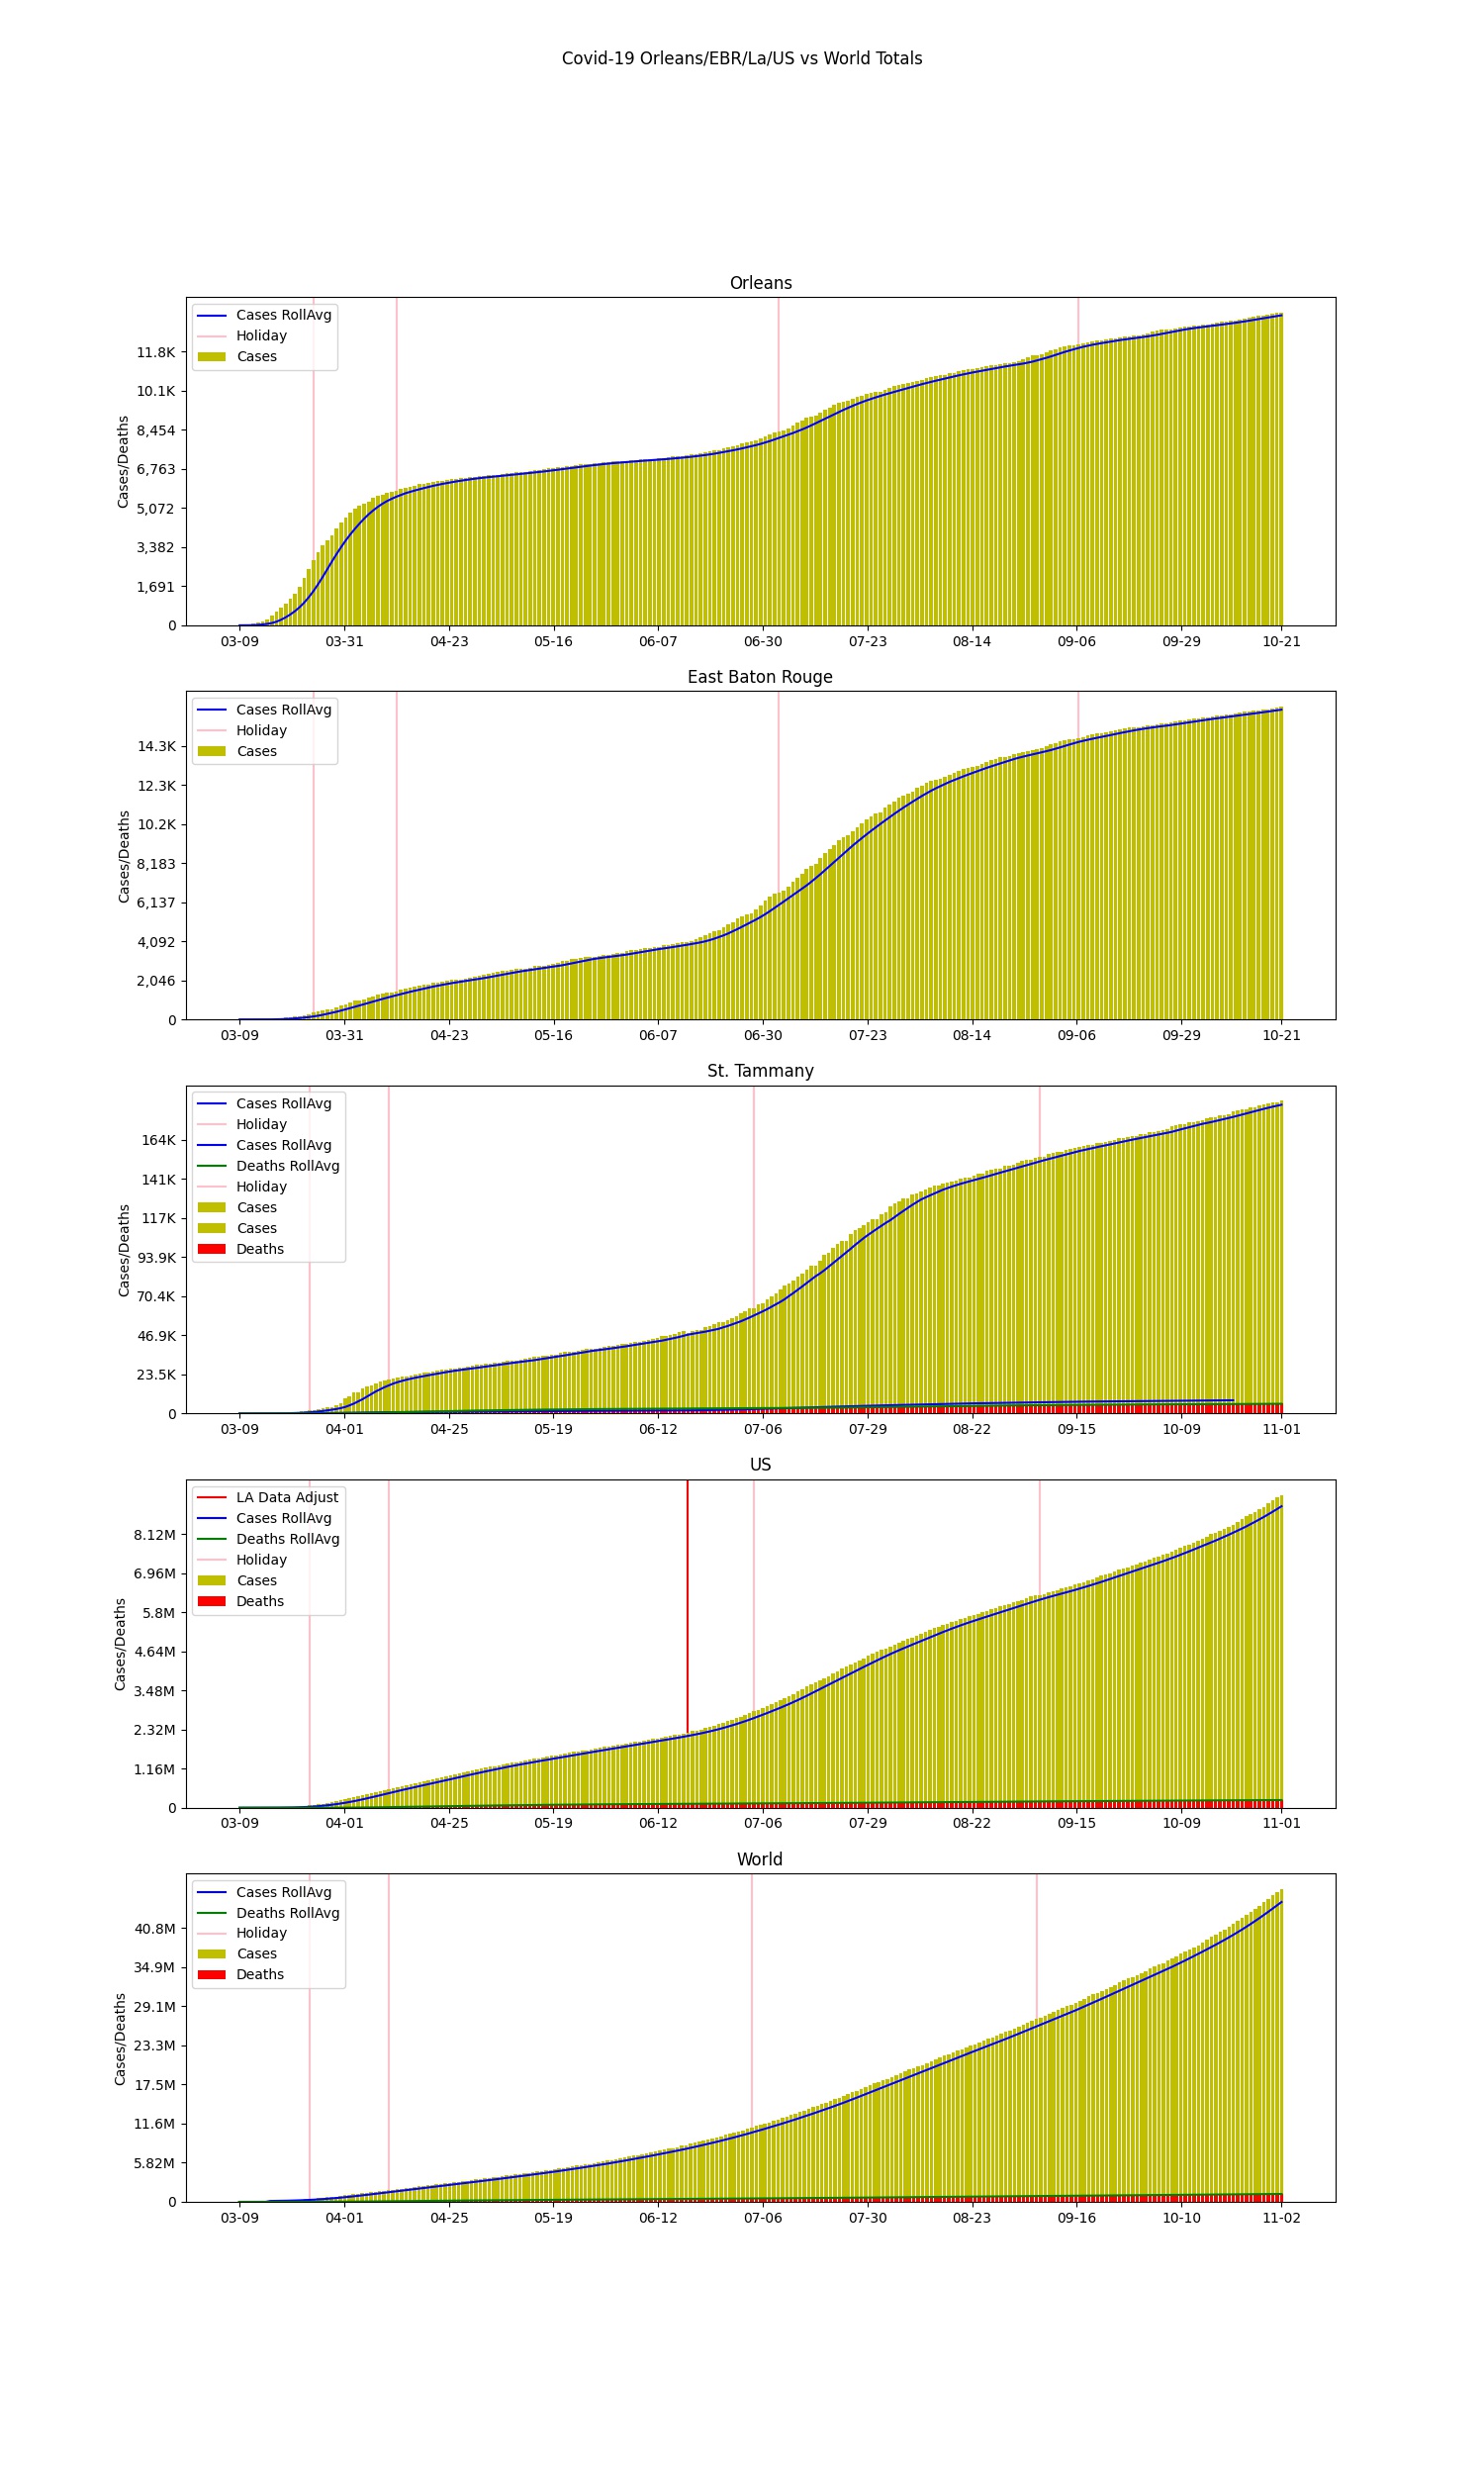 Covid-19 Orleans/EBR/La/US vs World Totals
Orleans
Cases RollAvg
Holiday
Cases
Cases/Deaths
11.8K
10.1K
8,454
6,763
5,072
3,382
1,691
0
03-09 03-31 04-23 05-16 06-07 06-30 07-23 08-14 09-06 09-29 10-21
East Baton Rouge
Cases RollAvg
Holiday
Cases
Cases/Deaths
14.3K
12.3K
10.2K
8,183
6,137
4,092
2,046
0
03-09 03-31 04-23 05-16 06-07 06-30 07-23 08-14 09-06 09-29 10-21
St. Tammany
Cases RollAvg
Holiday
Cases RollAvg
Deaths RollAvg
Holiday
Cases
Cases
Deaths
Cases/Deaths
164K
141K
117K
93.9K
70.4K
46.9K
23.5K
0
03-09 04-01 04-25 05-19 06-12 07-06 07-29 08-22 09-15 10-09 11-01
US
LA Data Adjust
Cases RollAvg
Deaths RollAvg
Holiday
Cases
Deaths
Cases/Deaths
8.12M
6.96M
5.8M
4.64M
3.48M
2.32M
1.16M
0
03-09 04-01 04-25 05-19 06-12 07-06 07-29 08-22 09-15 10-09 11-01
World
Cases RollAvg
Deaths RollAvg
Holiday
Cases
Deaths
Cases/Deaths
40.8M
34.9M
29.1M
23.3M
17.5M
11.6M
5.82M
0
03-09 04-01 04-25 05-19 06-12 07-06 07-30 08-23 09-16 10-10 11-02